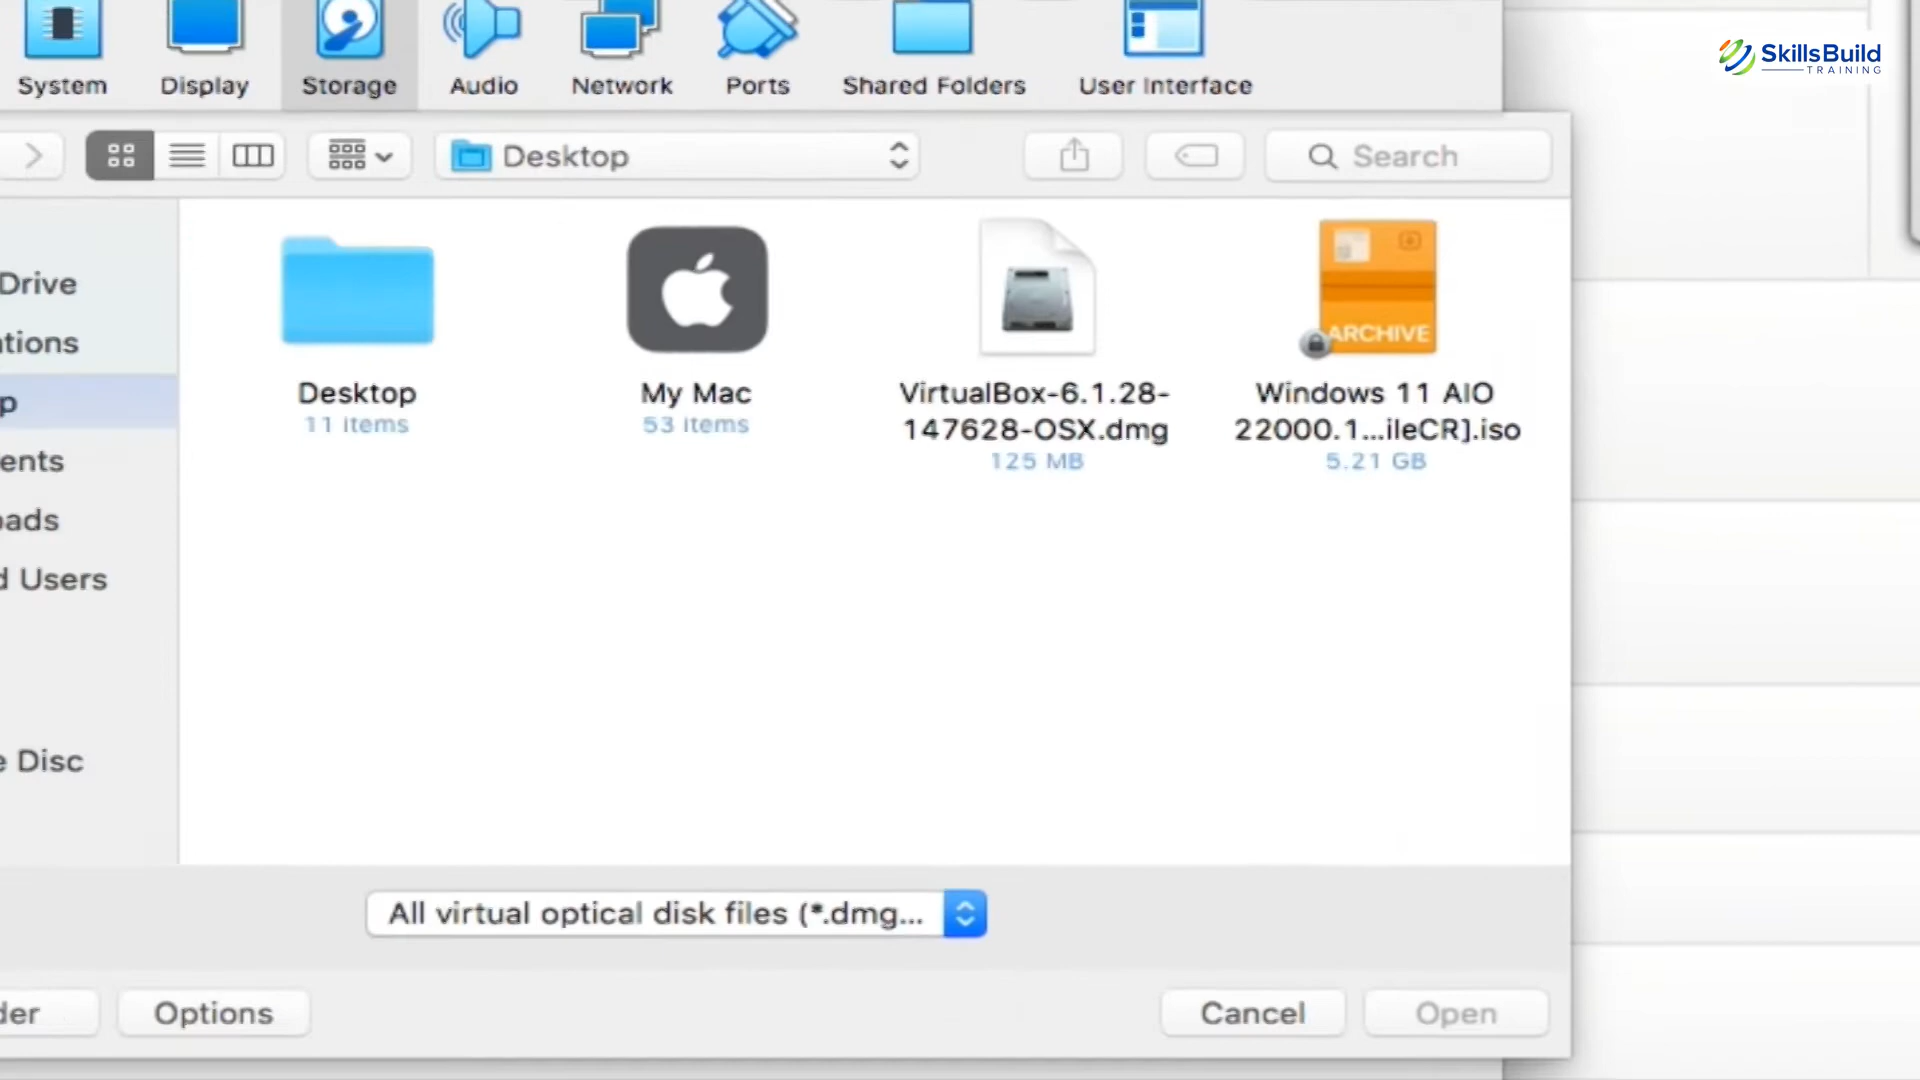 System Display Storage Audio Network Ports Shared Folders User Interface
SkillsBuild
TRAINING
Desktop
Search
Drive
Desktop
11 items
My Mac
53 items
VirtualBox-6.1.28-
147628-OSX.dmg
125 MB
ARCHIVE
Windows 11 AIO
22000.1...ileCR].iso
5.21 GB
tions
p
ents
oads
d Users
e Disc
All virtual optical disk files (*.dmg...
der
Options
Cancel
Open